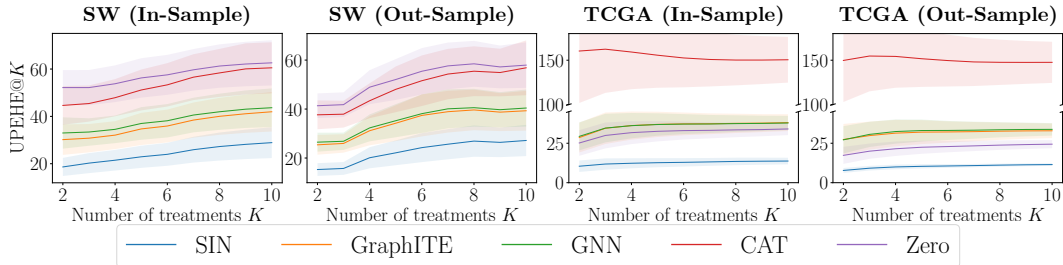 SW (In-Sample)
SW (Out-Sample)
TCGA (In-Sample)
TCGA (Out-Sample)
UPEHE@K
60
40
20
2 4 6 8 10
Number of treatments K
60
40
20
2 4 6 8 10
Number of treatments K
150
100
25
0
2 4 6 8 10
Number of treatments K
150
100
25
0
2 4 6 8 10
Number of treatments K
SIN GraphITE GNN CAT Zero